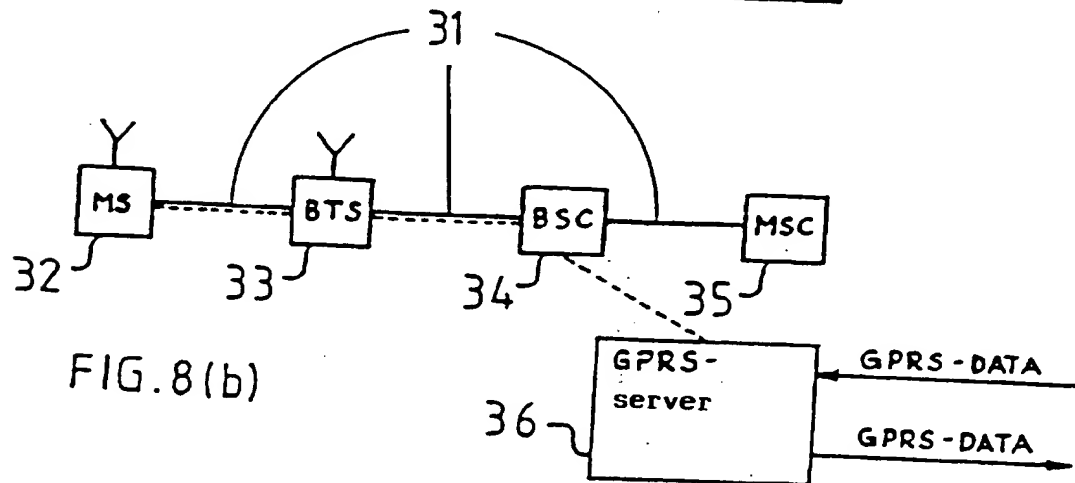 31
MS
BTS
BSC
MSC
32
33
34
35
FIG.8(b)
GPRS-
server
GPRS-DATA
36
GPRS-DATA